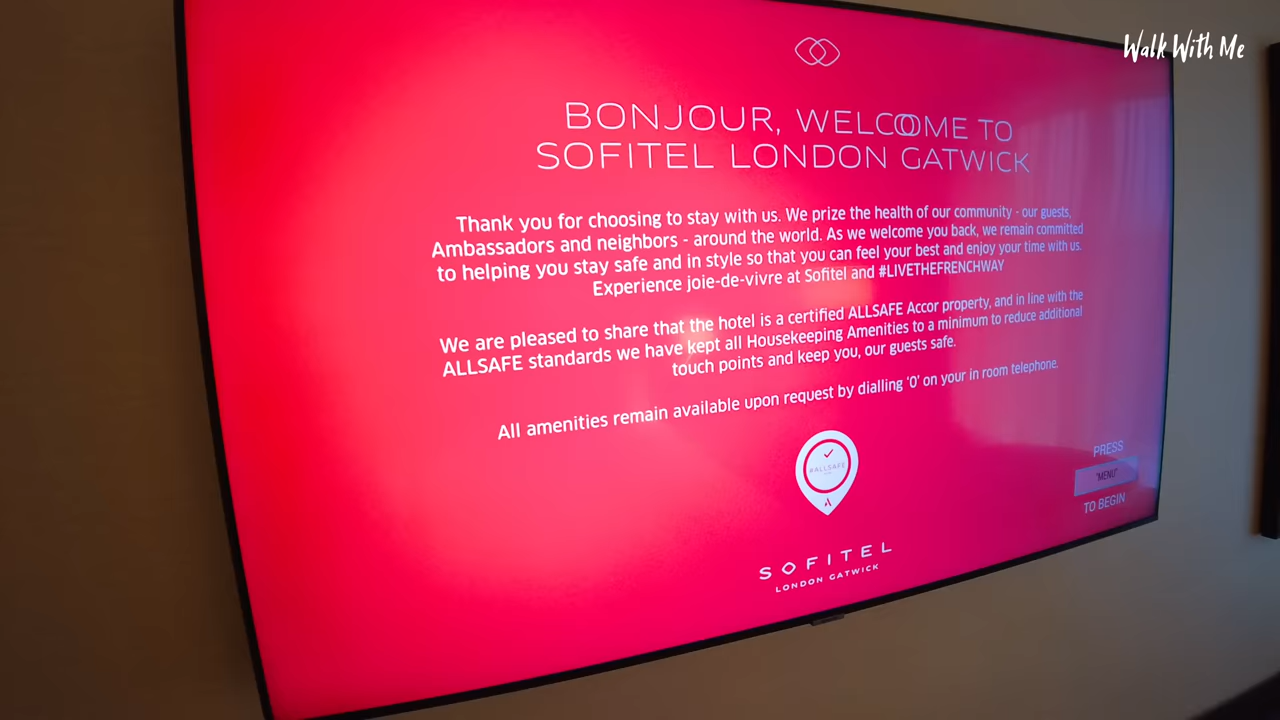 Walk With Me
BONJOUR, WELCOME TO
SOFITEL LONDON GATWICK
Thank you for choosing to stay with us. We prize the health of our community - our guests,
Ambassadors and neighbors - around the world. As we welcome you back, we remain committed
to helping you stay safe and in style so that you can feel your best and enjoy your time with us.
Experience joie-de-vivre at Sofitel and #LIVETHEFRENCHWAY
We are pleased to share that the hotel is a certified ALLSAFE Accor property, and in line with the
ALLSAFE standards we have kept all Housekeeping Amenities to a minimum to reduce additional
touch points and keep you, our guests safe.
All amenities remain available upon request by dialling '0' on your in room telephone.
#ALLSAFE
PRESS
"MENU"
TO BEGIN
SOFITEL
LONDON GATWICK